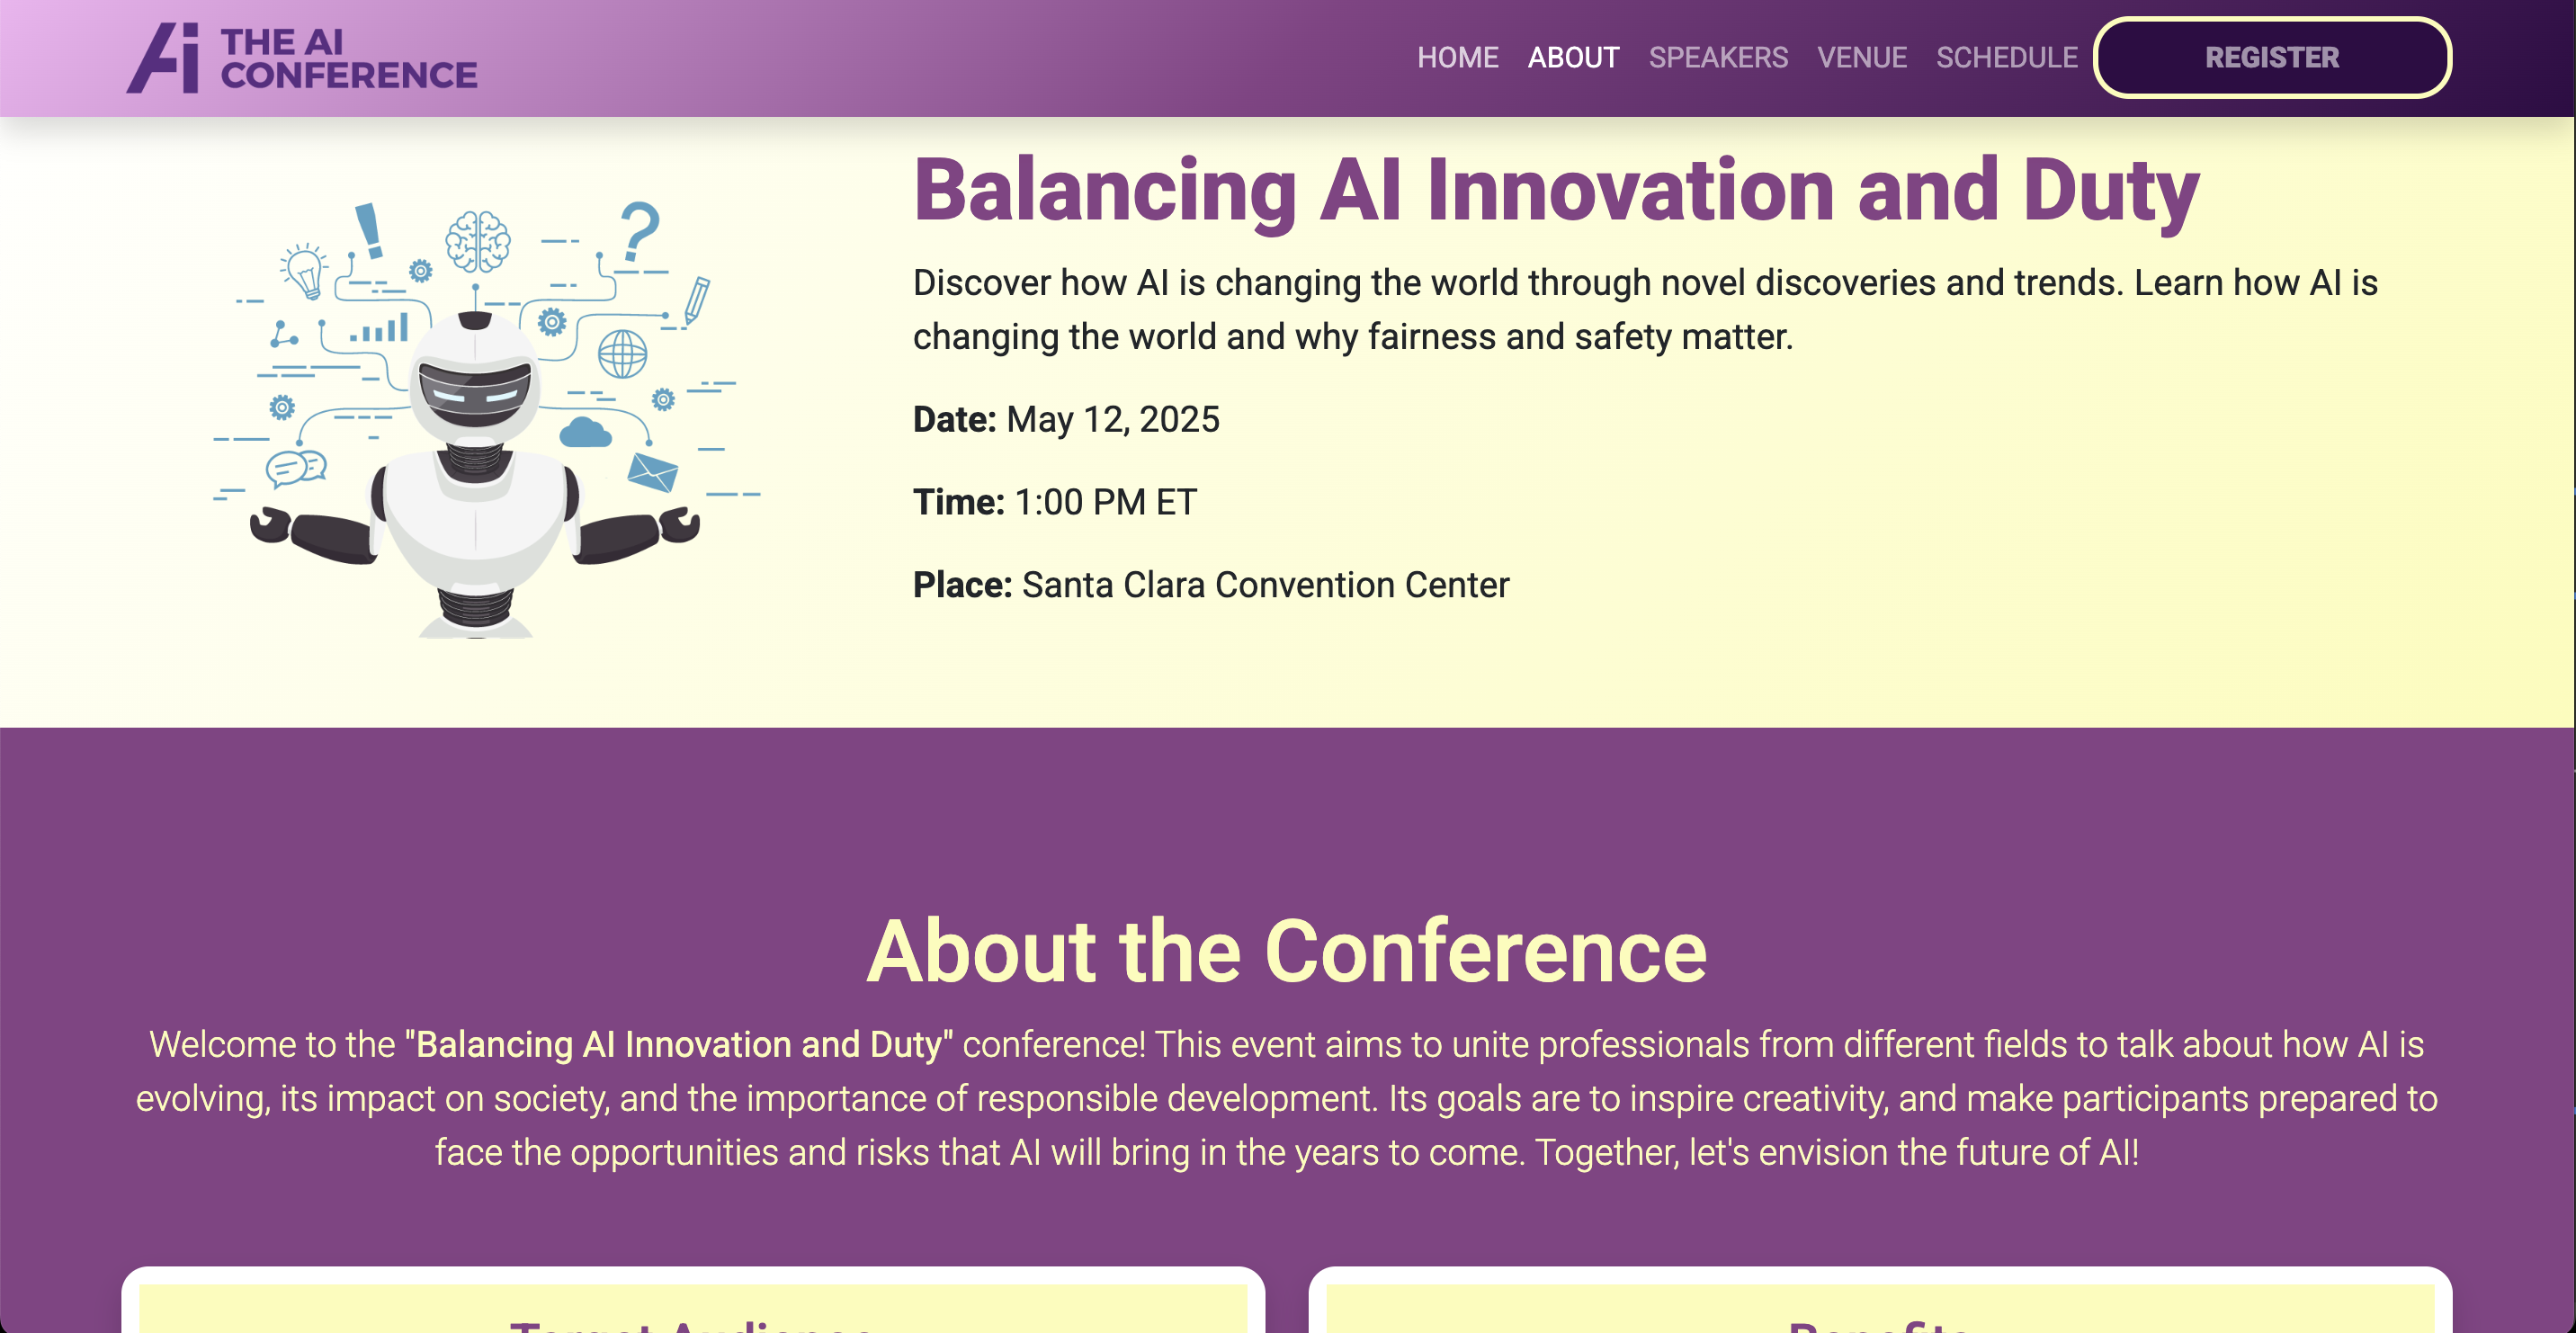 THE AI
CONFERENCE
HOME ABOUT SPEAKERS VENUE SCHEDULE REGISTER
Balancing AI Innovation and Duty
Discover how AI is changing the world through novel discoveries and trends. Learn how AI is
changing the world and why fairness and safety matter.
Date: May 12, 2025
Time: 1:00 PM ET
Place: Santa Clara Convention Center
About the Conference
Welcome to the "Balancing AI Innovation and Duty" conference! This event aims to unite professionals from different fields to talk about how AI is
evolving, its impact on society, and the importance of responsible development. Its goals are to inspire creativity, and make participants prepared to
face the opportunities and risks that AI will bring in the years to come. Together, let's envision the future of AI!
Target Audience
Benefits